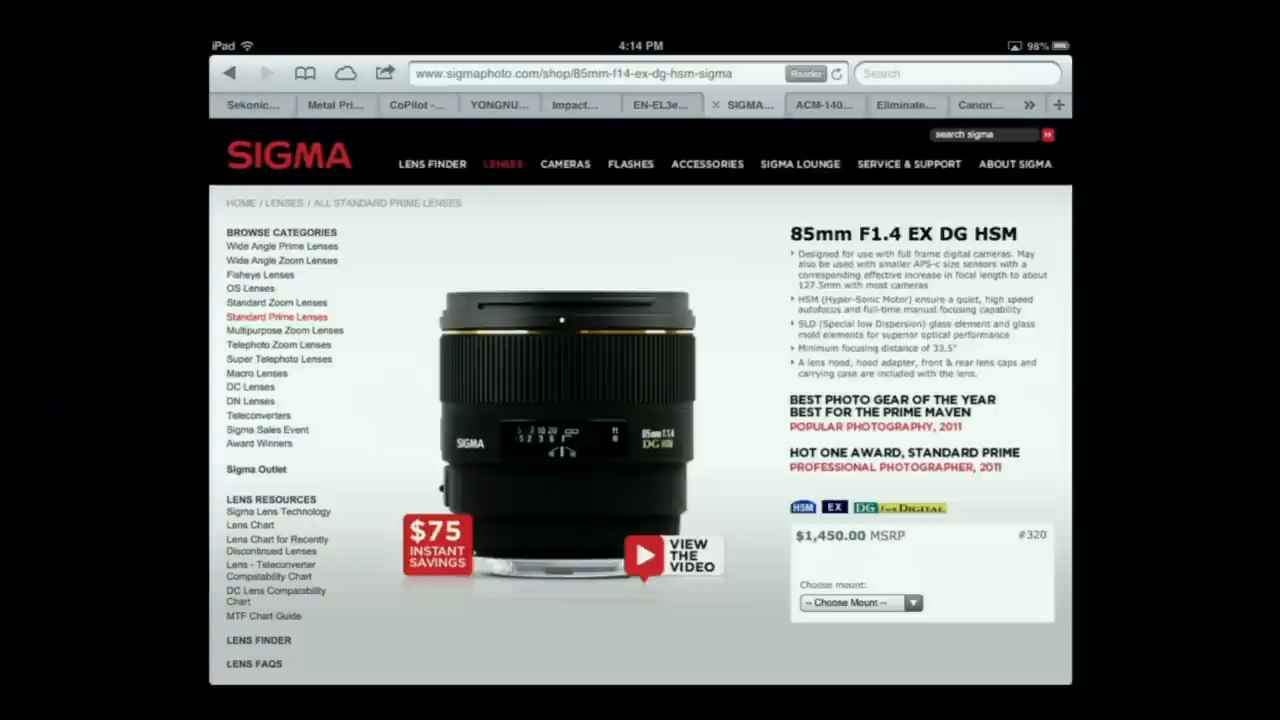 iPad
4:14 PM
98%
www.sigmaphoto.com/shop/85mm-f14-ex-dg-hsm-sigma
Reader
Search
Sekonic... Metal Pri... CoPilot -... YONGNU... Impact... EN-EL3e... SIGMA... ACM-140... Eliminate... Canon...
search sigma
SIGMA
LENS FINDER LENSES CAMERAS FLASHES ACCESSORIES SIGMA LOUNGE SERVICE & SUPPORT ABOUT SIGMA
HOME / LENSES / ALL STANDARD PRIME LENSES
BROWSE CATEGORIES
Wide Angle Prime Lenses
Wide Angle Zoom Lenses
Fisheye Lenses
OS Lenses
Standard Zoom Lenses
Standard Prime Lenses
Multipurpose Zoom Lenses
Telephoto Zoom Lenses
Super Telephoto Lenses
Macro Lenses
DC Lenses
DN Lenses
Teleconverters
Sigma Sales Event
Award Winners
Sigma Outlet
LENS RESOURCES
Sigma Lens Technology
Lens Chart
Lens Chart for Recently
Discontinued Lenses
Lens - Teleconverter
Compatability Chart
DC Lens Comparability
Chart
MTF Chart Guide
LENS FINDER
LENS FAQS
SIGMA
85mm f1:1.4
DG HSM
$75
INSTANT
SAVINGS
VIEW
THE
VIDEO
85mm F1.4 EX DG HSM
Designed for use with full frame digital cameras. May
also be used with smaller APS-c size sensors with a
corresponding effective increase in focal length to about
127.5mm with most cameras
HSM (Hyper-Sonic Motor) ensure a quiet, high speed
autofocus and full-time manual focusing capability
SLD (Special low Dispersion) glass element and glass
mold elements for superior optical performance
Minimum focusing distance of 33.5"
A lens hood, hood adapter, front & rear lens caps and
carrying case are included with the lens.
BEST PHOTO GEAR OF THE YEAR
BEST FOR THE PRIME MAVEN
POPULAR PHOTOGRAPHY, 2011
HOT ONE AWARD, STANDARD PRIME
PROFESSIONAL PHOTOGRAPHER, 2011
HSM EX DG for DIGITAL
$1,450.00 MSRP #320
Choose mount:
-- Choose Mount --